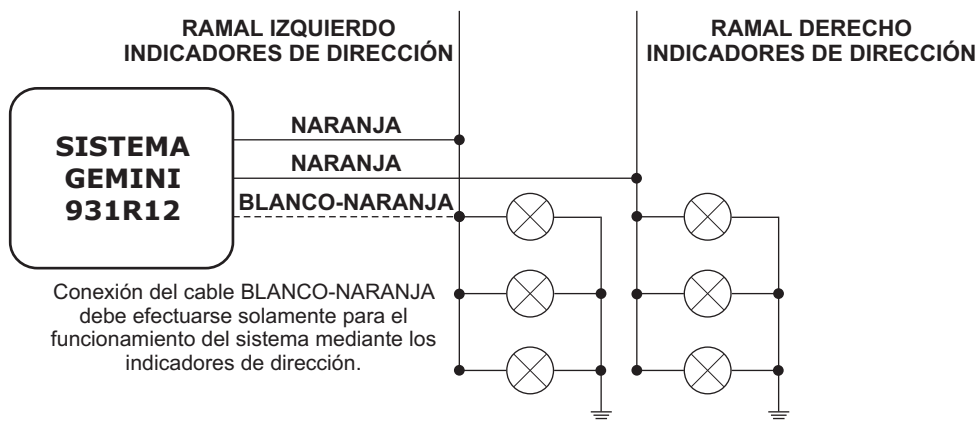 RAMAL IZQUIERDO
INDICADORES DE DIRECCIÓN
RAMAL DERECHO
INDICADORES DE DIRECCIÓN
SISTEMA
GEMINI
931R12
NARANJA
NARANJA
BLANCO-NARANJA
Conexión del cable BLANCO-NARANJA
debe efectuarse solamente para el
funcionamiento del sistema mediante los
indicadores de dirección.